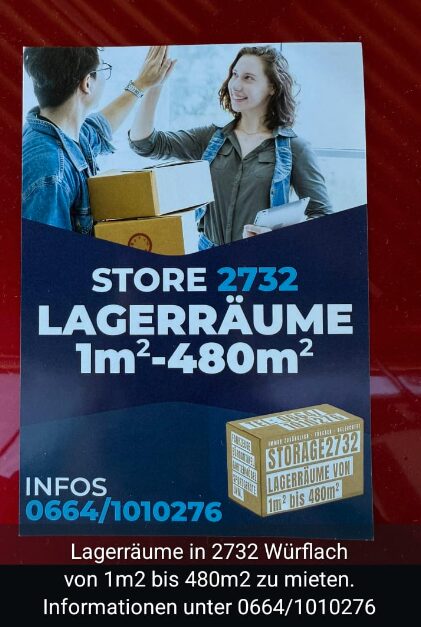 STORE 2732
LAGERRÄUME
1m²-480m²
STORAGE2732
LAGERRÄUME VON
1m² bis 480m²
INFOS
0664/1010276
Lagerräume in 2732 Würflach
von 1m2 bis 480m2 zu mieten.
Informationen unter 0664/1010276